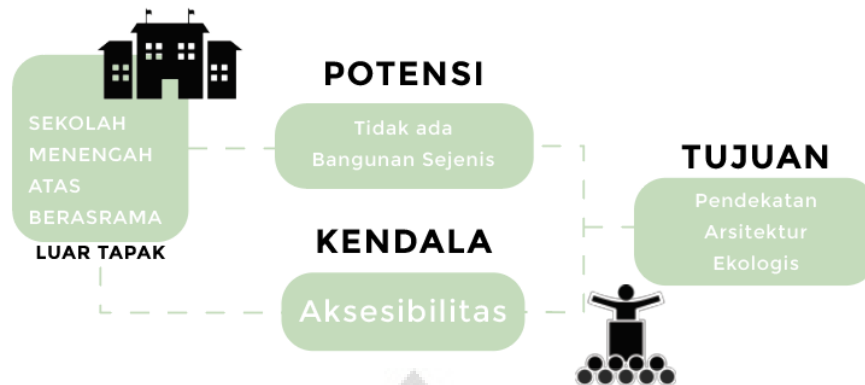 SEKOLAH
MENENGAH
ATAS
BERASRAMA
LUAR TAPAK
POTENSI
Tidak ada
Bangunan Sejenis
KENDALA
Aksesibilitas
TUJUAN
Pendekatan
Arsitektur
Ekologis